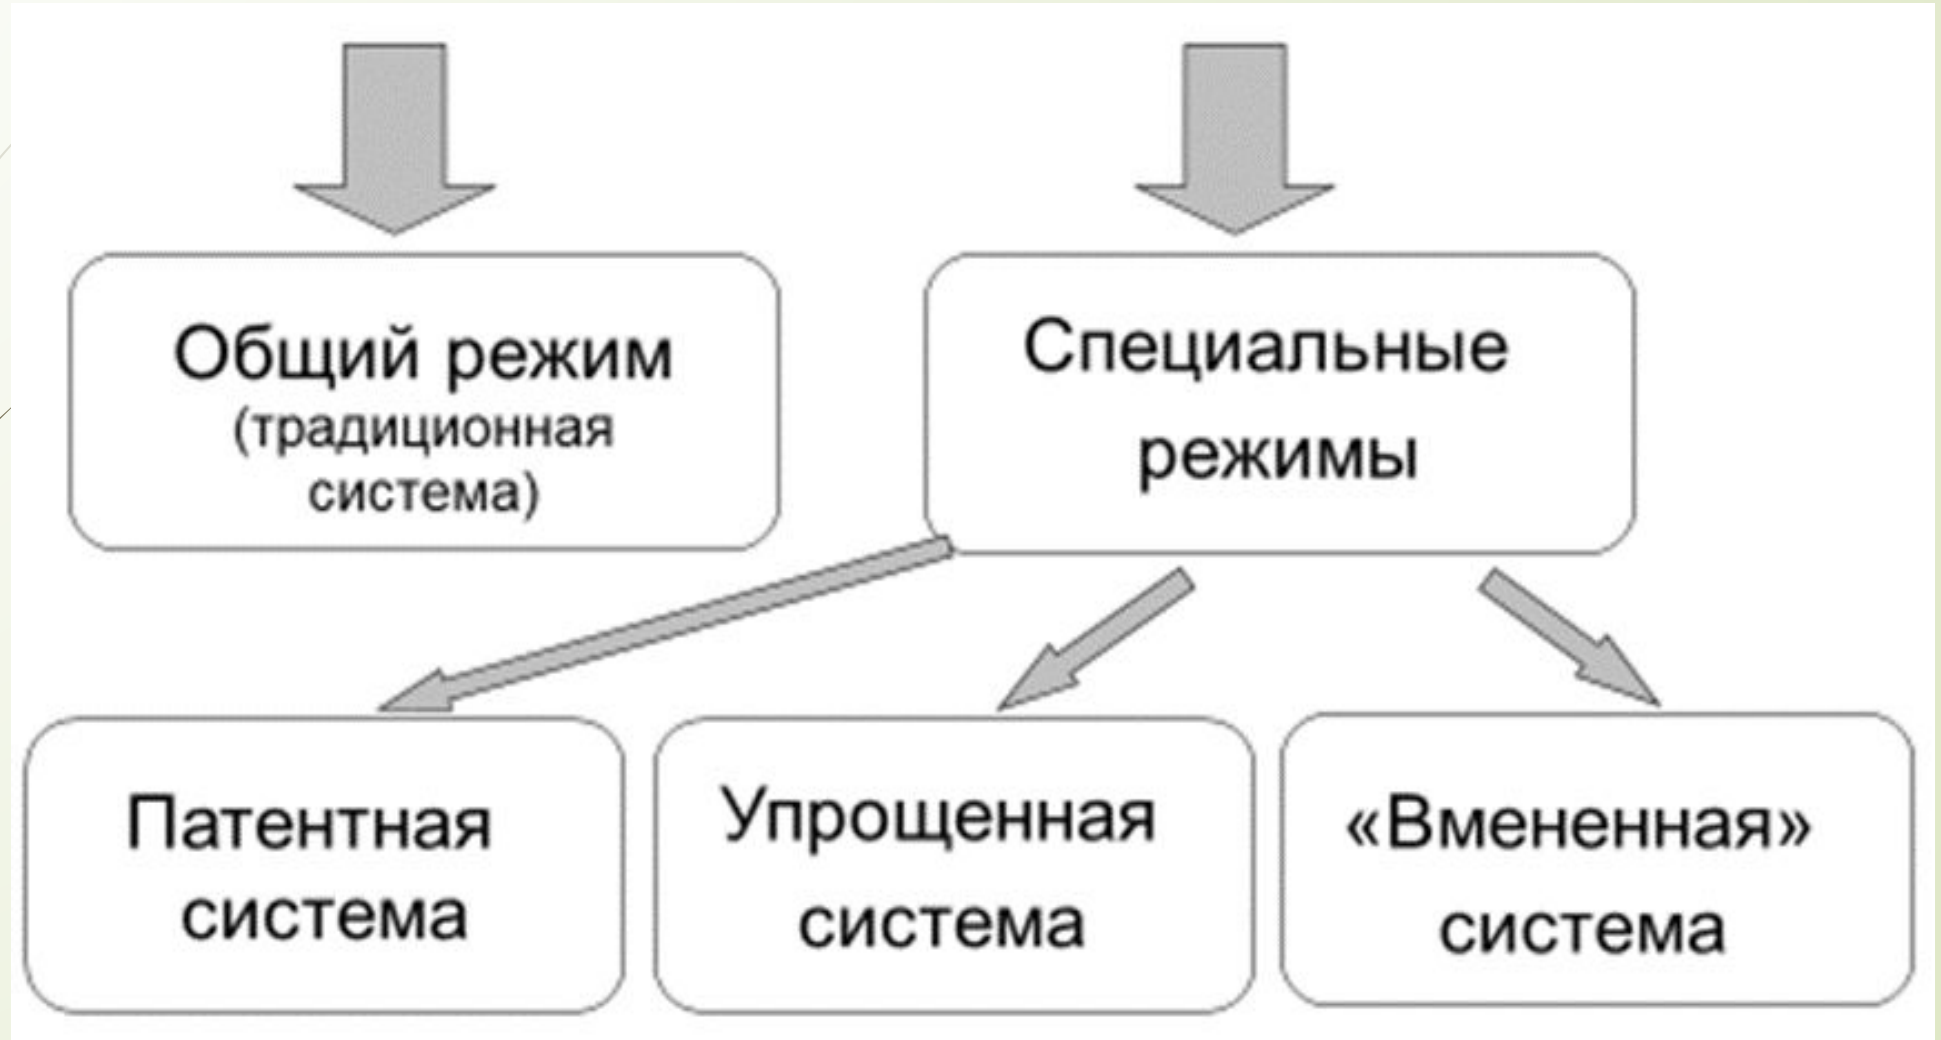 Общий режим
(традиционная
система)
Специальные
режимы
Патентная
система
Упрощенная
система
«Вмененная»
система